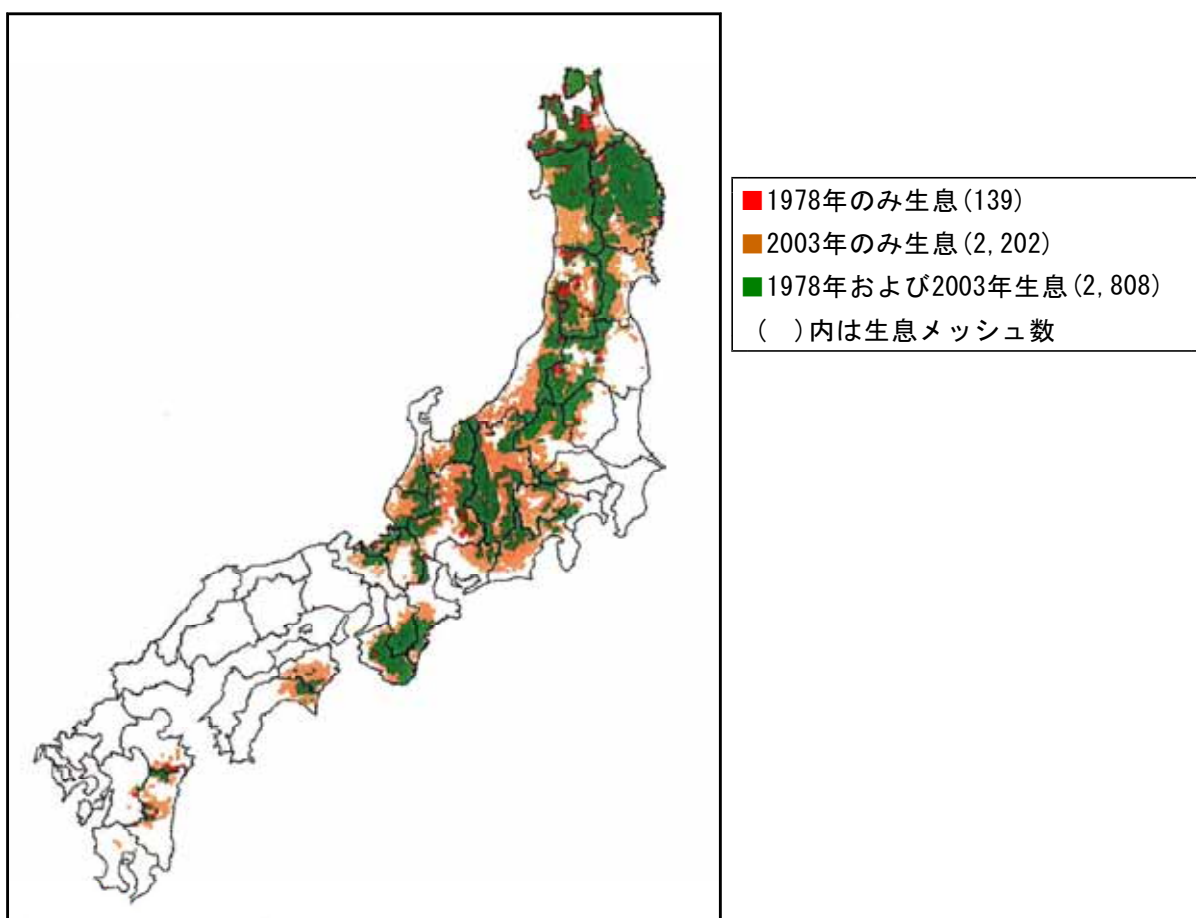 ■1978年のみ生息(139)
■2003年のみ生息(2,202)
■1978年および2003年生息(2,808)
(　)内は生息メッシュ数